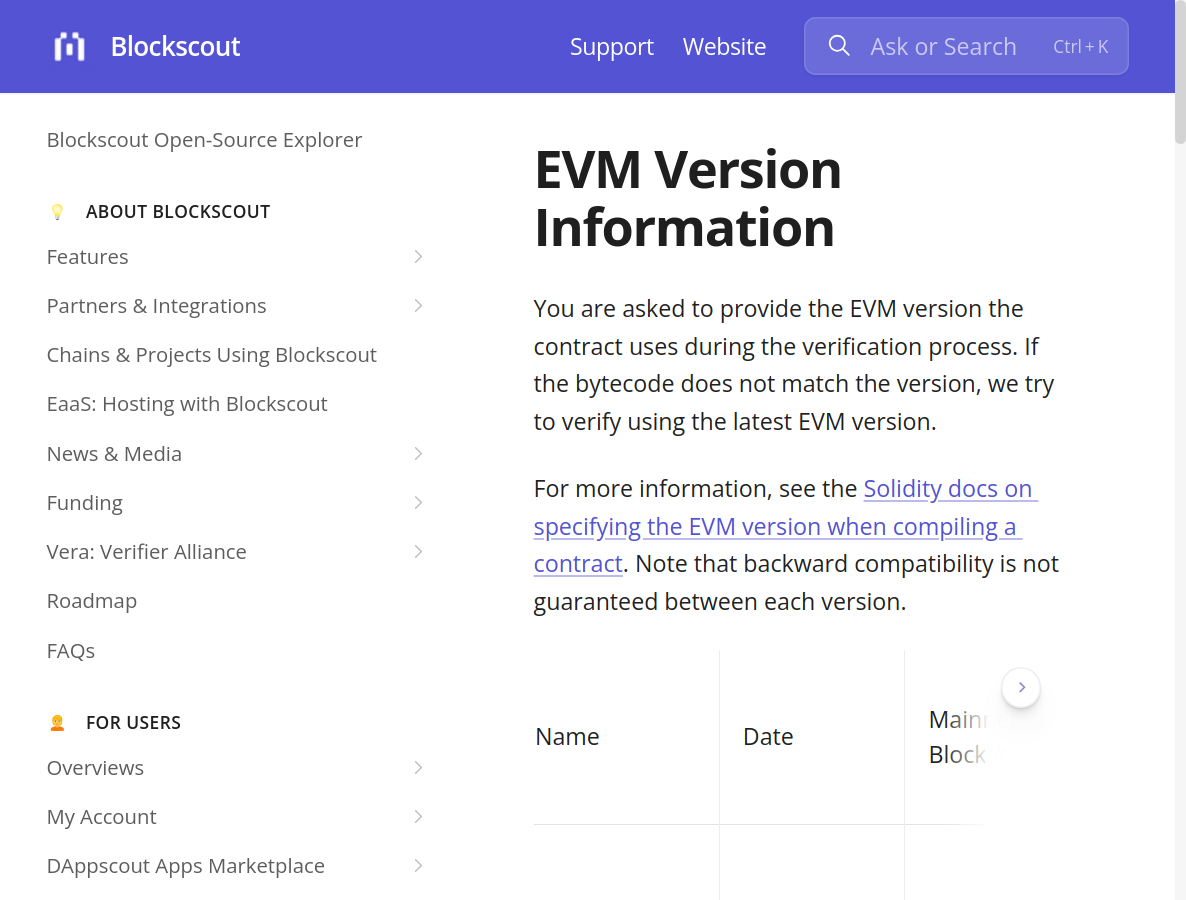 Blockscout
Support
Website
Ask or Search
Ctrl + K
Blockscout Open-Source Explorer
ABOUT BLOCKSCOUT
Features
Partners & Integrations
Chains & Projects Using Blockscout
EaaS: Hosting with Blockscout
News & Media
Funding
Vera: Verifier Alliance
Roadmap
FAQs
FOR USERS
Overviews
My Account
DAppscout Apps Marketplace
EVM Version
Information
You are asked to provide the EVM version the
contract uses during the verification process. If
the bytecode does not match the version, we try
to verify using the latest EVM version.
For more information, see the Solidity docs on
specifying the EVM version when compiling a
contract. Note that backward compatibility is not
guaranteed between each version.
Name
Date
Block